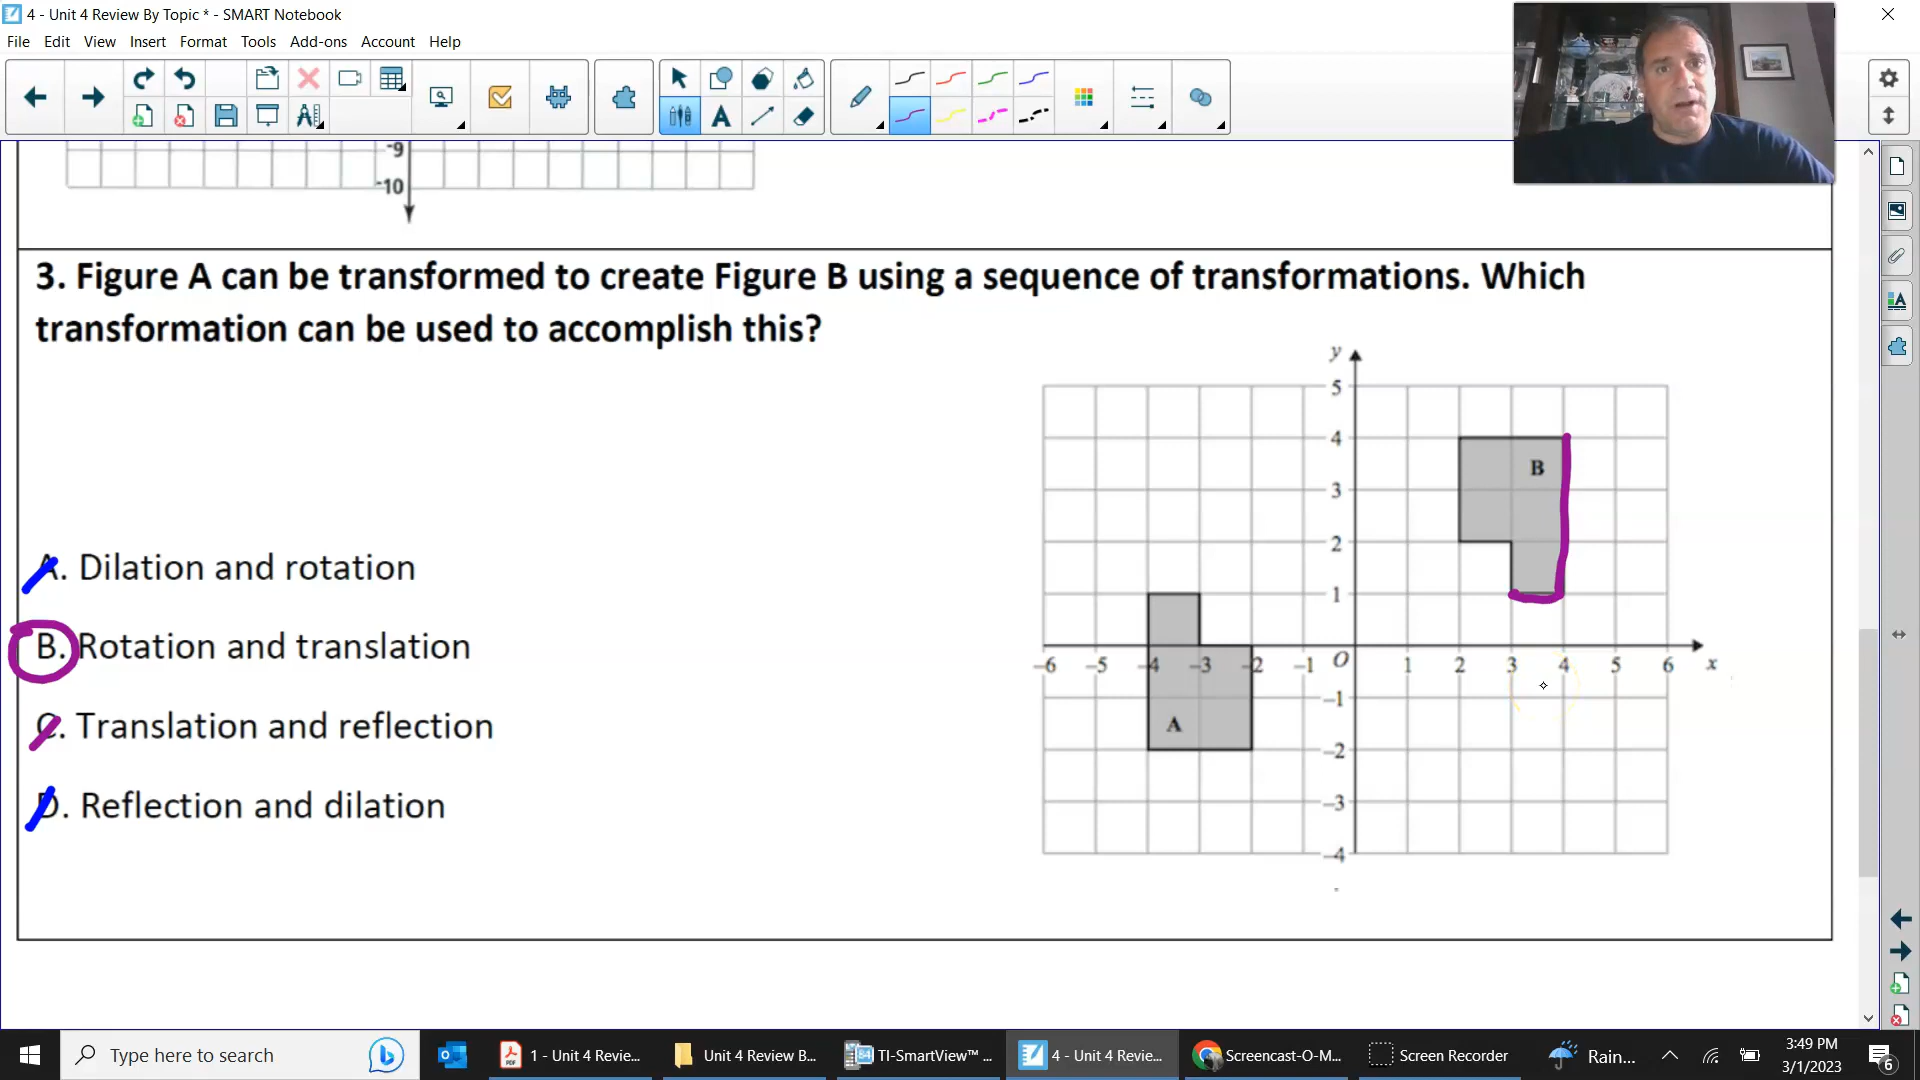 4 - Unit 4 Review By Topic * - SMART Notebook
File Edit View Insert Format Tools Add-ons Account Help
-9
-10
3. Figure A can be transformed to create Figure B using a sequence of transformations. Which
transformation can be used to accomplish this?
A. Dilation and rotation
B. Rotation and translation
C. Translation and reflection
D. Reflection and dilation
y
5
4
3
2
1
B
-6 -5 -4 -3 -2 -1 O 1 2 3 4 5 6 x
A
-1
-2
-3
-4
Type here to search
1 - Unit 4 Revie...
Unit 4 Review B...
84
TI-SmartView™ ...
4 - Unit 4 Revie...
Screencast-O-M...
Screen Recorder
Rain...
3:49 PM
3/1/2023
6